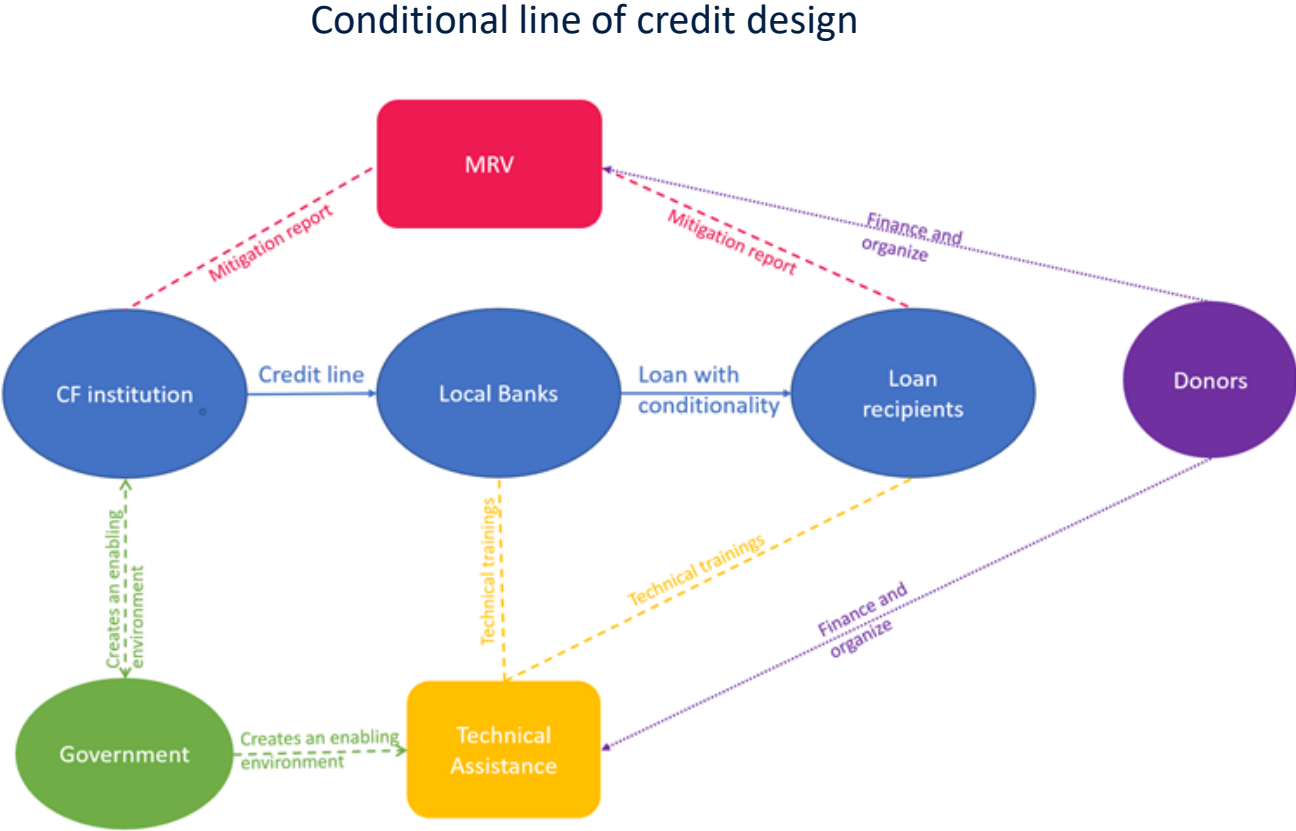 Conditional line of credit design
MRV
Mitigation report
Mitigation report
Finance and
organize
CF institution
Credit line
Local Banks
Loan with
conditionality
Loan
recipients
Donors
Creates an enabling
environment
Technical trainings
Technical trainings
Finance and
organize
Government
Creates an enabling
environment
Technical
Assistance